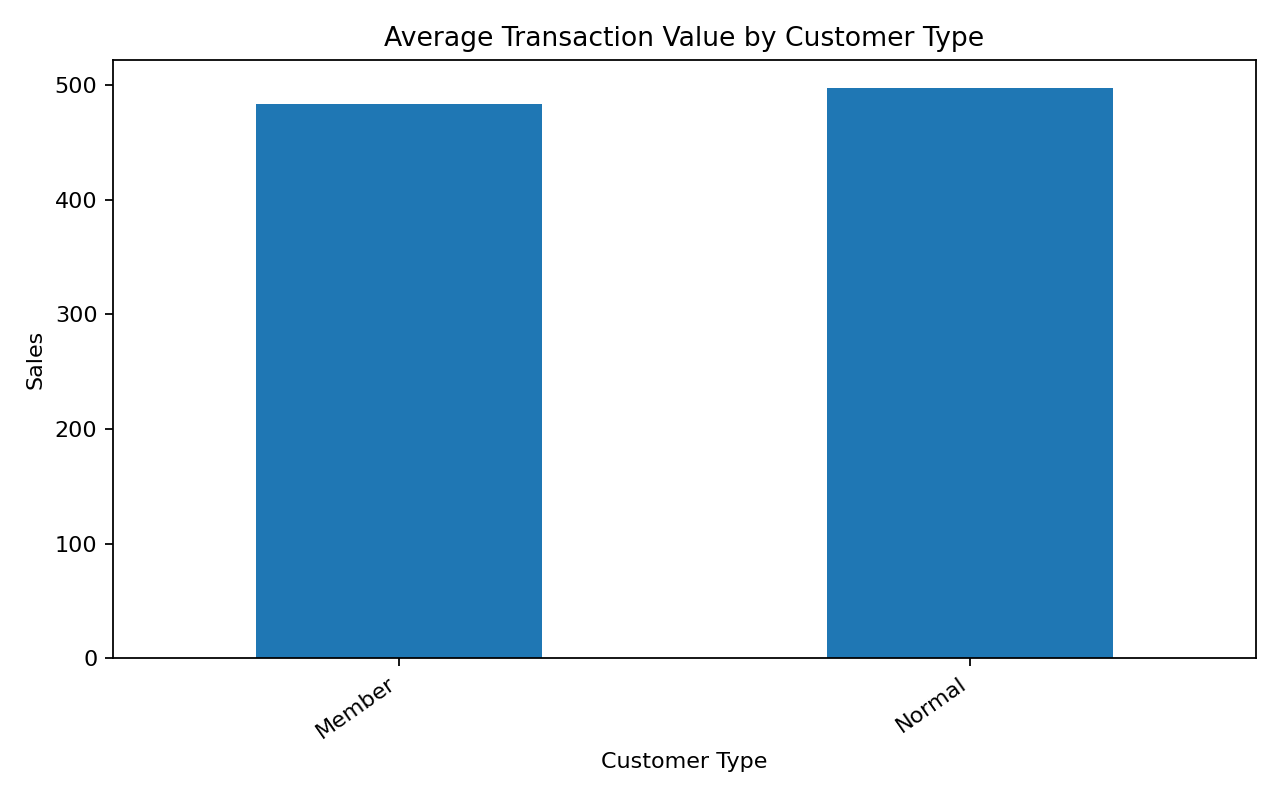 Average Transaction Value by Customer Type
500
400
300
200
100
0
Sales
Member
Normal
Customer Type